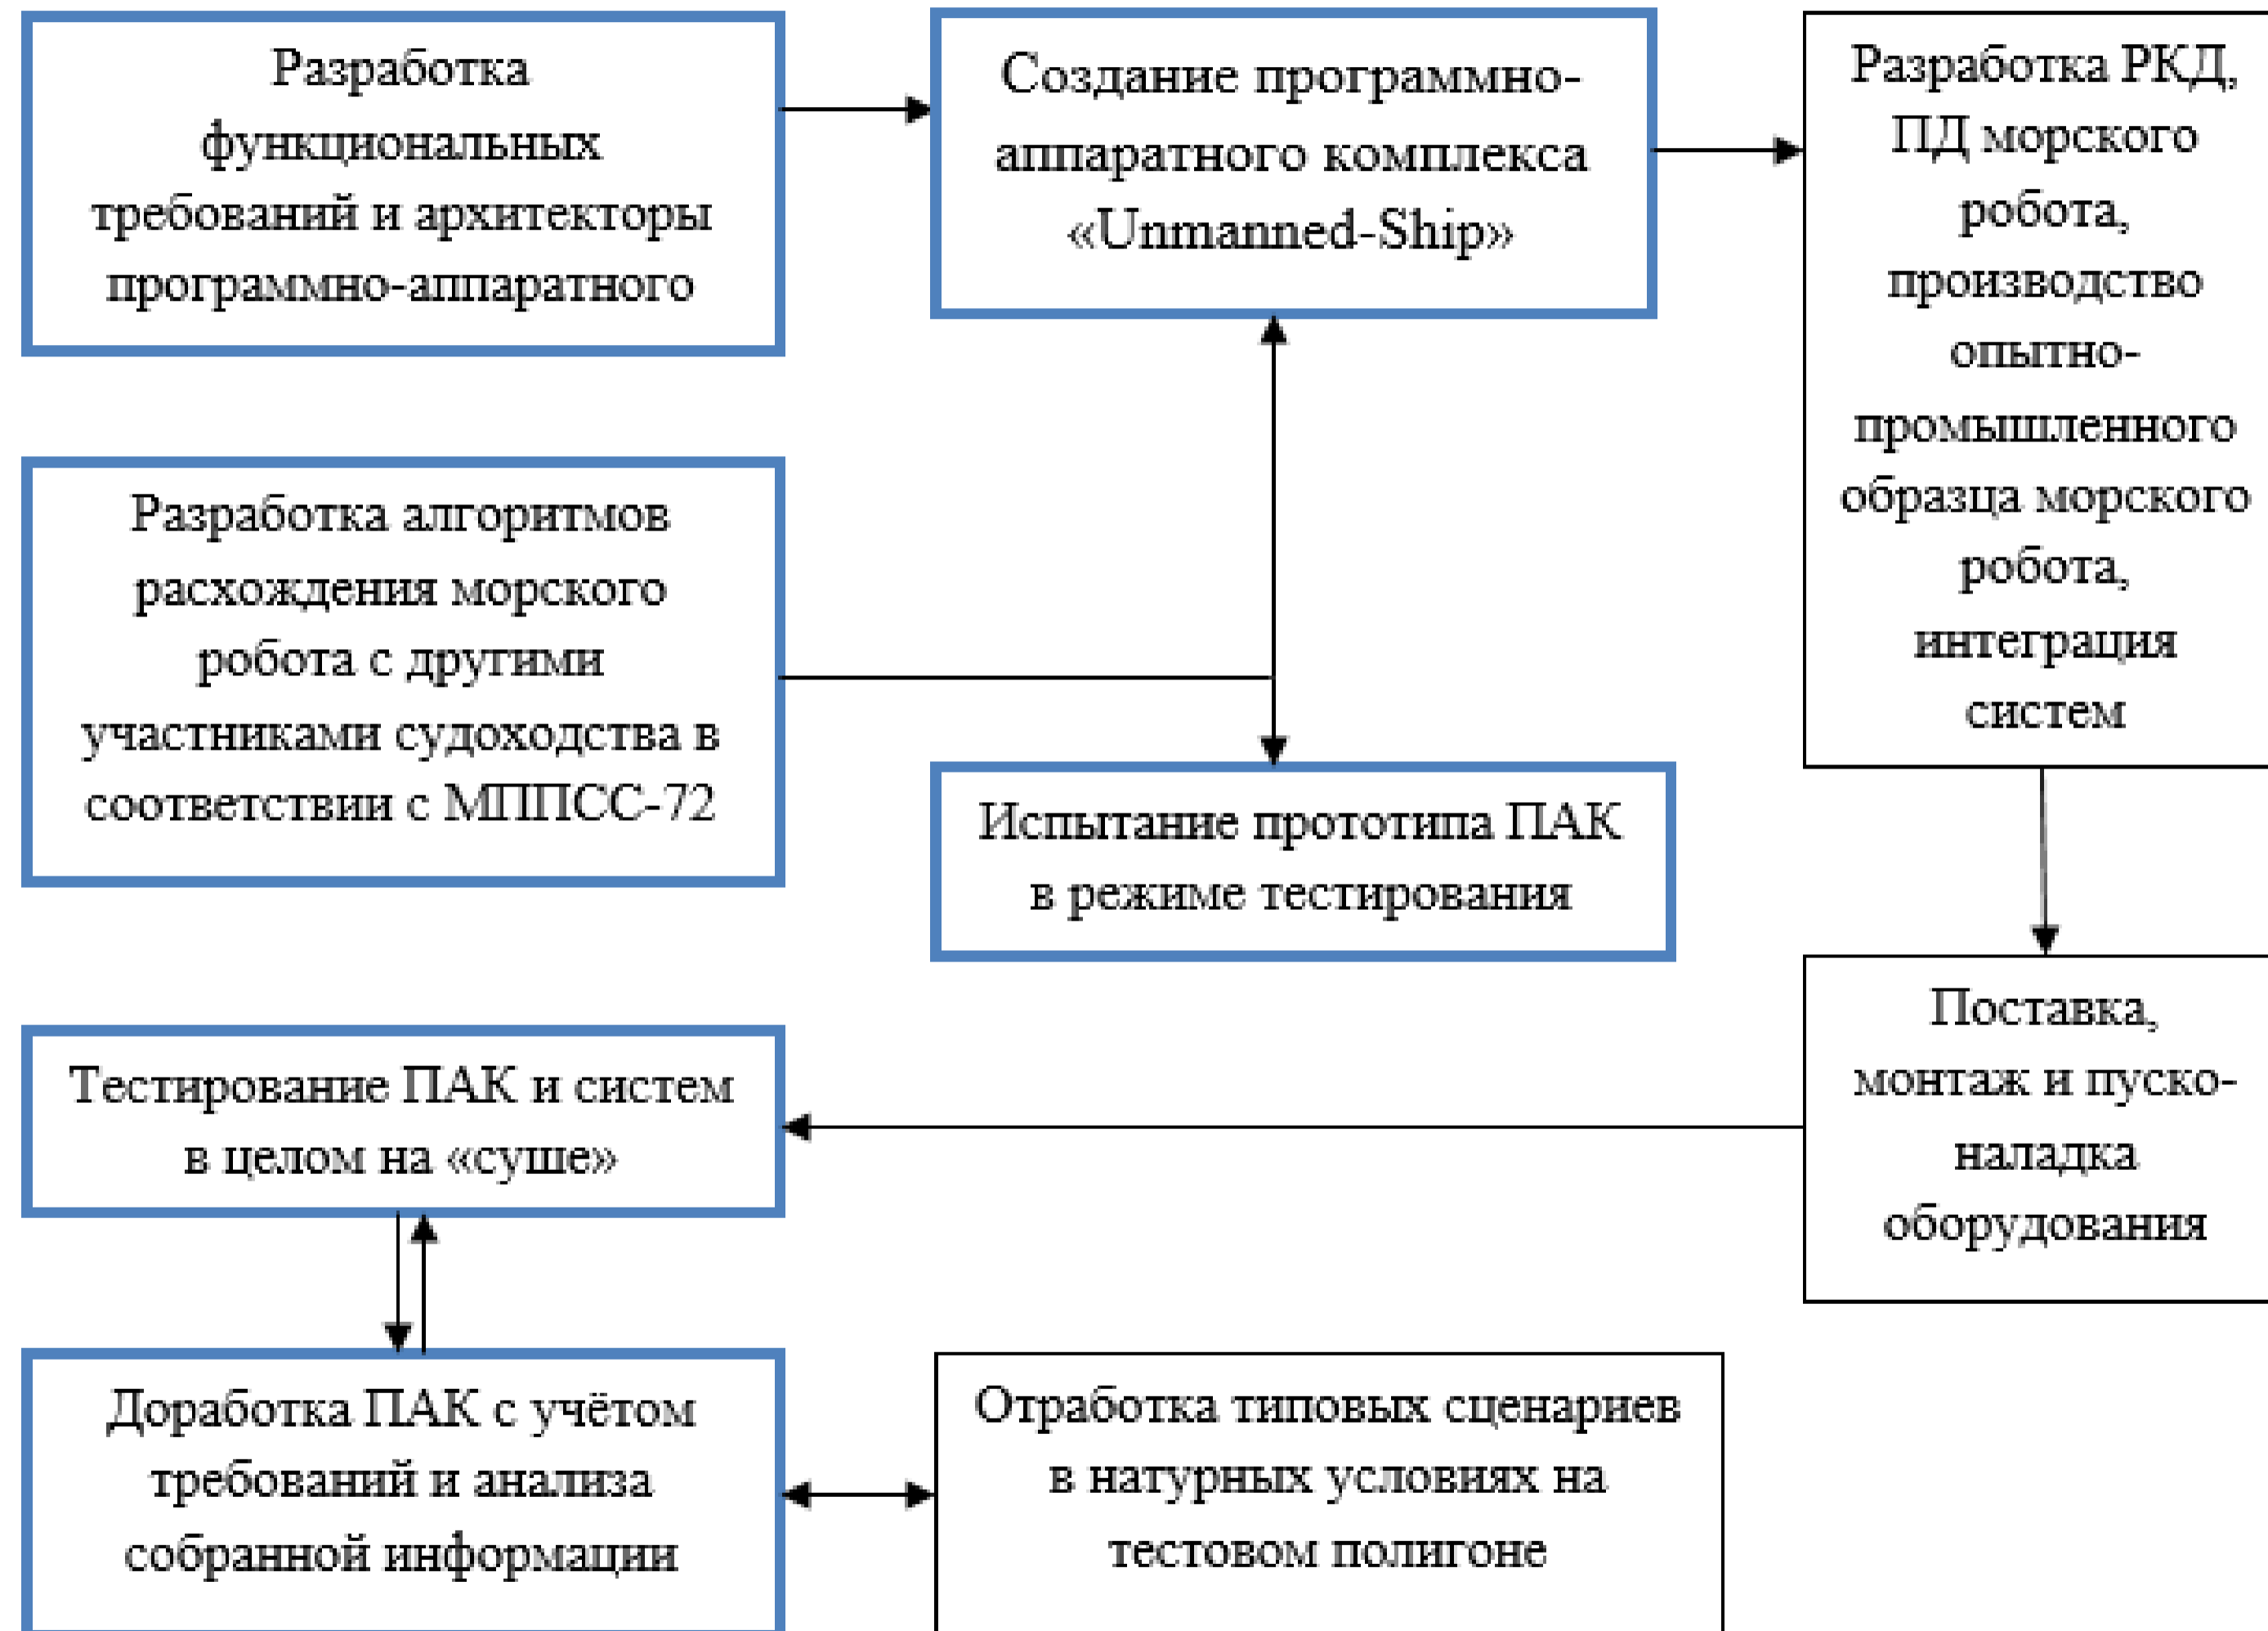 Разработка
функциональных
требований и архитекторы
программно-аппаратного
Создание программно-
аппаратного комплекса
«Unmanned-Ship»
Разработка РКД,
ПД морского
робота,
производство
опытно-
промышленного
образца морского
робота,
интеграция
систем
Разработка алгоритмов
расхождения морского
робота с другими
участниками судоходства в
соответствии с МППСС-72
Испытание прототипа ПАК
в режиме тестирования
Поставка,
монтаж и пуско-
наладка
оборудования
Тестирование ПАК и систем
в целом на «суше»
Доработка ПАК с учётом
требований и анализа
собранной информации
Отработка типовых сценариев
в натурных условиях на
тестовом полигоне